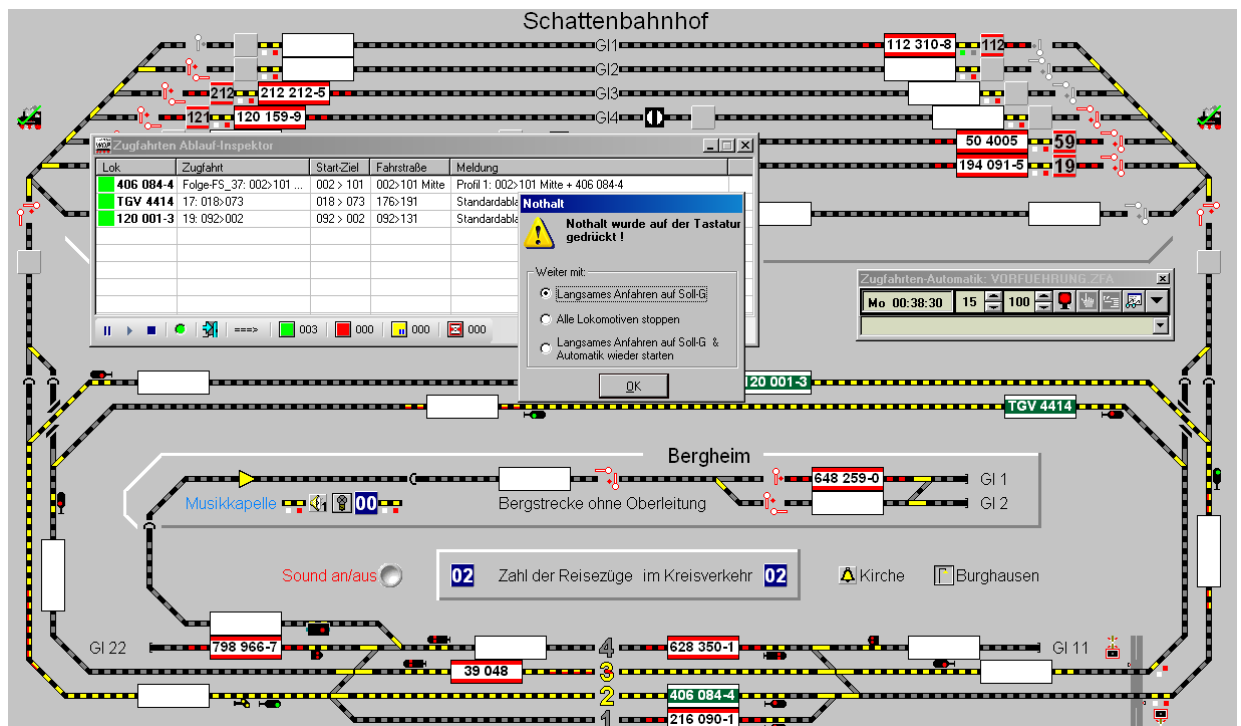 Schattenbahnhof
Gl1
112 310-8
112
Gl2
212
212 212-5
Gl3
121
120 159-9
Gl4
50 4005
59
194 091-5
19
Zugfahrten Ablauf-Inspektor
Lok Zugfahrt Start-Ziel Fahrstraße Meldung
406 084-4 Folge-FS_37: 002>101 ... 002 > 101 002>101 Mitte Profil 1: 002>101 Mitte + 406 084-4
TGV 4414 17: 018>073 018 > 073 176>191 Standardabla
120 001-3 19: 092>002 092 > 002 092>131 Standardabla
===> 003 000 000 000
Nothalt
Nothalt wurde auf der Tastatur
gedrückt !
Weiter mit:
Langsames Anfahren auf Soll-G
Alle Lokomotiven stoppen
Langsames Anfahren auf Soll-G &
Automatik wieder starten
OK
Zugfahrten-Automatik: VORFUEHRUNG ZFA
Mo 00:38:30 15 100
120 001-3
TGV 4414
Bergheim
648 259-0
Gl 1
Musikkapelle
00
Bergstrecke ohne Oberleitung
Gl 2
Sound an/aus
02
Zahl der Reisezüge im Kreisverkehr
02
Kirche
Burghausen
Gl 22
798 966-7
4
628 350-1
Gl 11
39 048
3
2
406 084-4
1
216 090-1